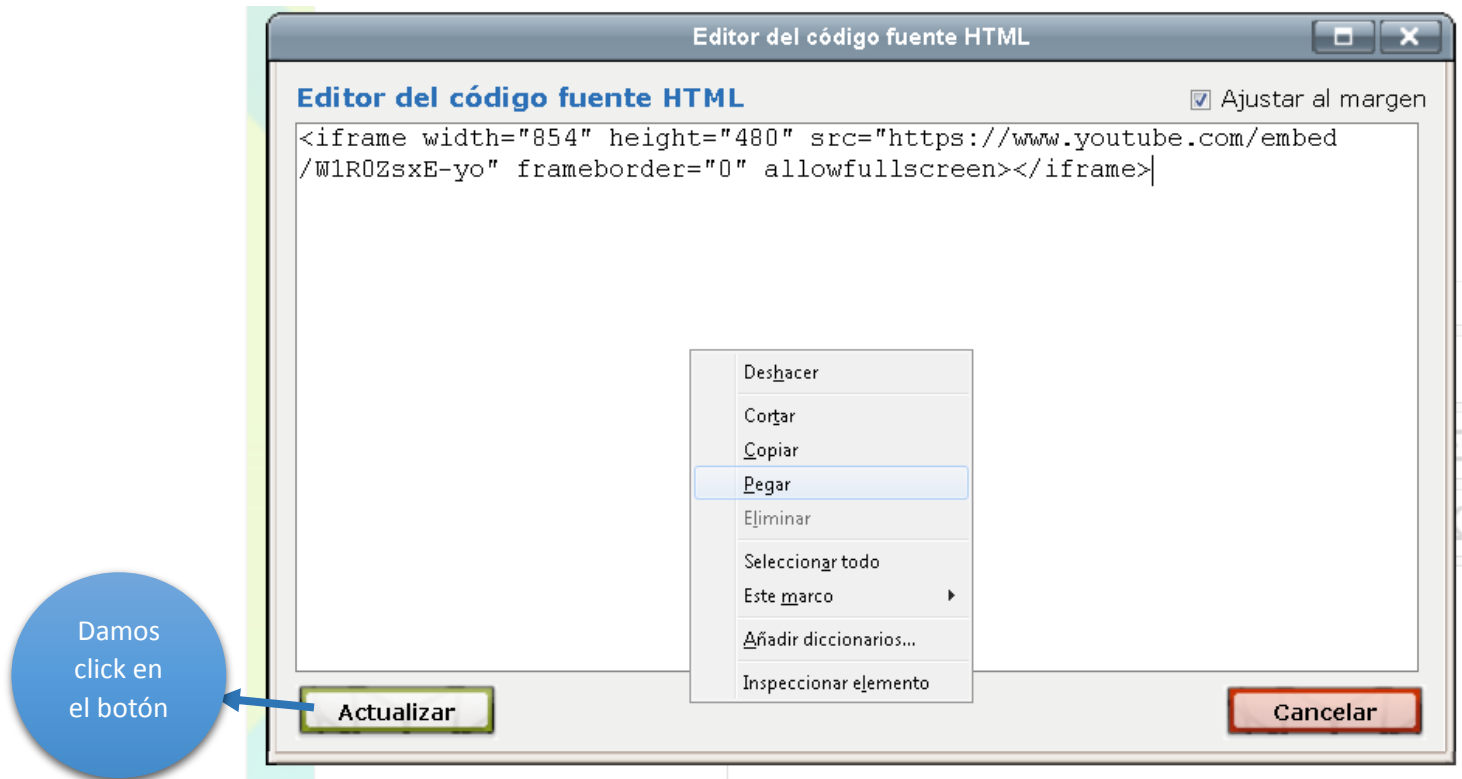 Editor del código fuente HTML
Editor del código fuente HTML
Ajustar al margen
<iframe width="854" height="480" src="https://www.youtube.com/embed
/W1R0ZsxE-yo" frameborder="0" allowfullscreen></iframe>
Deshacer
Cortar
Copiar
Pegar
Eliminar
Seleccionar todo
Este marco
Añadir diccionarios...
Inspeccionar elemento
Damos
click en
el botón
Actualizar
Cancelar